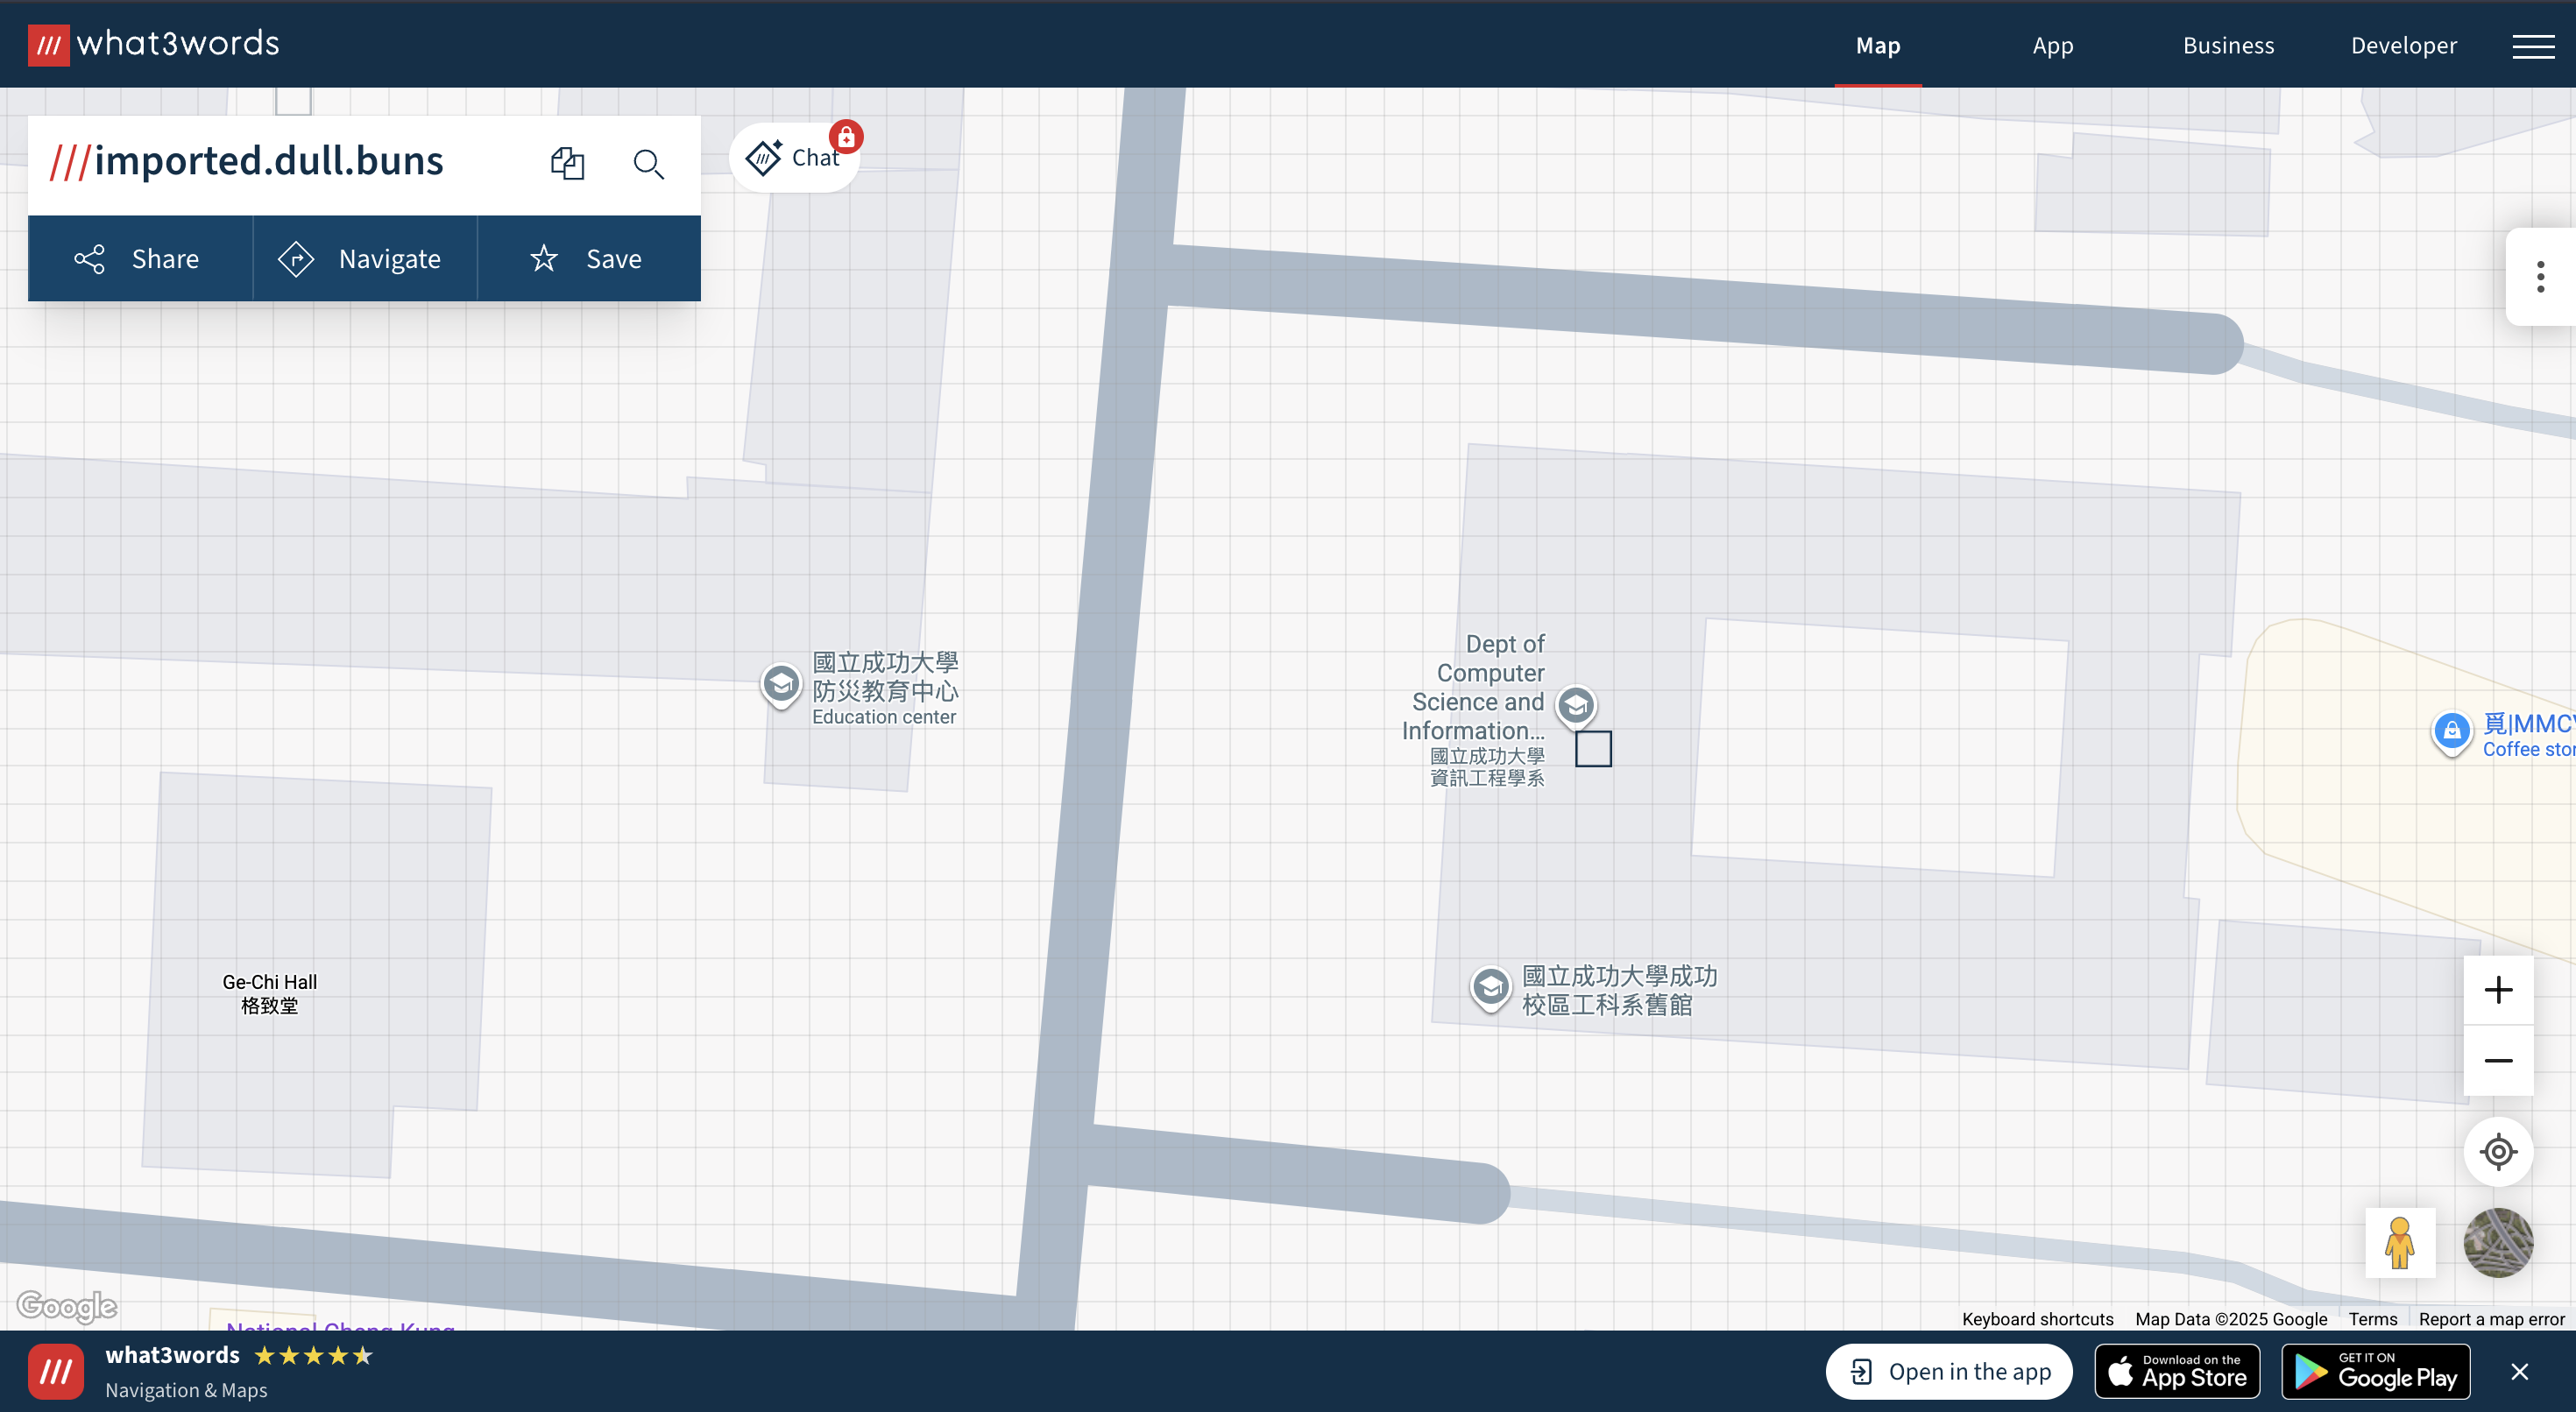 what3words
Map
App
Business
Developer
///imported.dull.buns
Chat
Share
Navigate
Save
國立成功大學
防災教育中心
Education center
Dept of
Computer
Science and
Information...
國立成功大學
資訊工程學系
覓|MMC
Coffee stor
Ge-Chi Hall
格致堂
國立成功大學成功
校區工科系舊館
Google
National Cheng Kung
Keyboard shortcuts
Map Data ©2025 Google
Terms
Report a map error
what3words
Navigation & Maps
Open in the app
Download on the
App Store
GET IT ON
Google Play